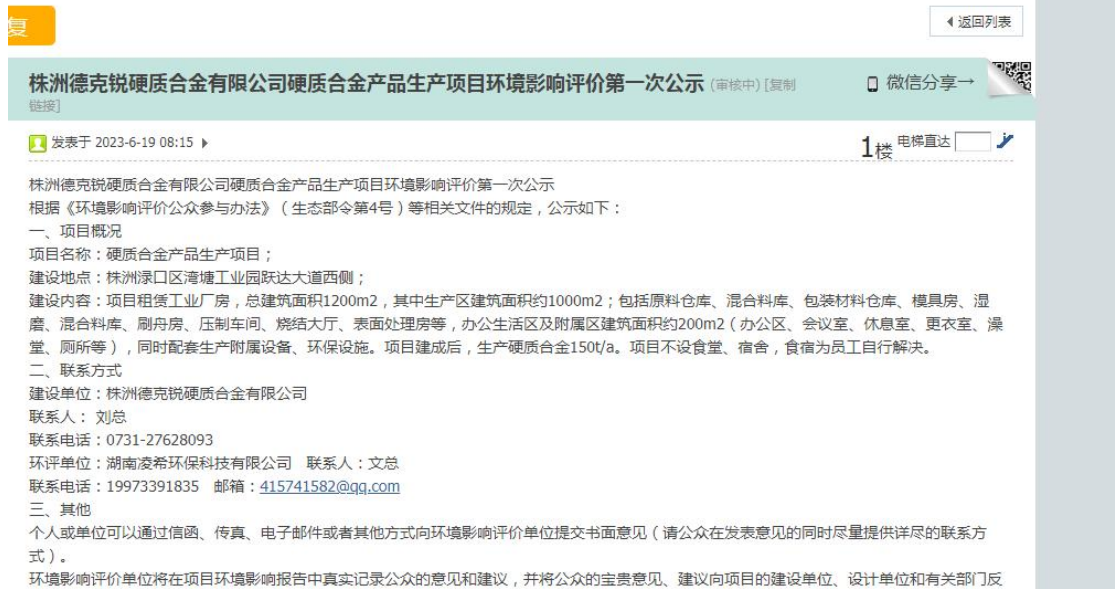 复
返回列表
株洲德克锐硬质合金有限公司硬质合金产品生产项目环境影响评价第一次公示 (审核中) [复制
链接]
微信分享→
发表于 2023-6-19 08:15
1楼 电梯直达
株洲德克锐硬质合金有限公司硬质合金产品生产项目环境影响评价第一次公示
根据《环境影响评价公众参与办法》（生态部令第4号）等相关文件的规定，公示如下：
一、项目概况
项目名称：硬质合金产品生产项目；
建设地点：株洲渌口区湾塘工业园跃达大道西侧；
建设内容：项目租赁工业厂房，总建筑面积1200m2，其中生产区建筑面积约1000m2；包括原料仓库、混合料库、包装材料仓库、模具房、湿
磨、混合料库、刷舟房、压制车间、烧结大厅、表面处理房等，办公生活区及附属区建筑面积约200m2（办公区、会议室、休息室、更衣室、澡
堂、厕所等），同时配套生产附属设备、环保设施。项目建成后，生产硬质合金150t/a。项目不设食堂、宿舍，食宿为员工自行解决。
二、联系方式
建设单位：株洲德克锐硬质合金有限公司
联系人： 刘总
联系电话：0731-27628093
环评单位：湖南凌希环保科技有限公司 联系人：文总
联系电话：19973391835 邮箱：415741582@qq.com
三、其他
个人或单位可以通过信函、传真、电子邮件或者其他方式向环境影响评价单位提交书面意见（请公众在发表意见的同时尽量提供详尽的联系方
式）。
环境影响评价单位将在项目环境影响报告中真实记录公众的意见和建议，并将公众的宝贵意见、建议向项目的建设单位、设计单位和有关部门反